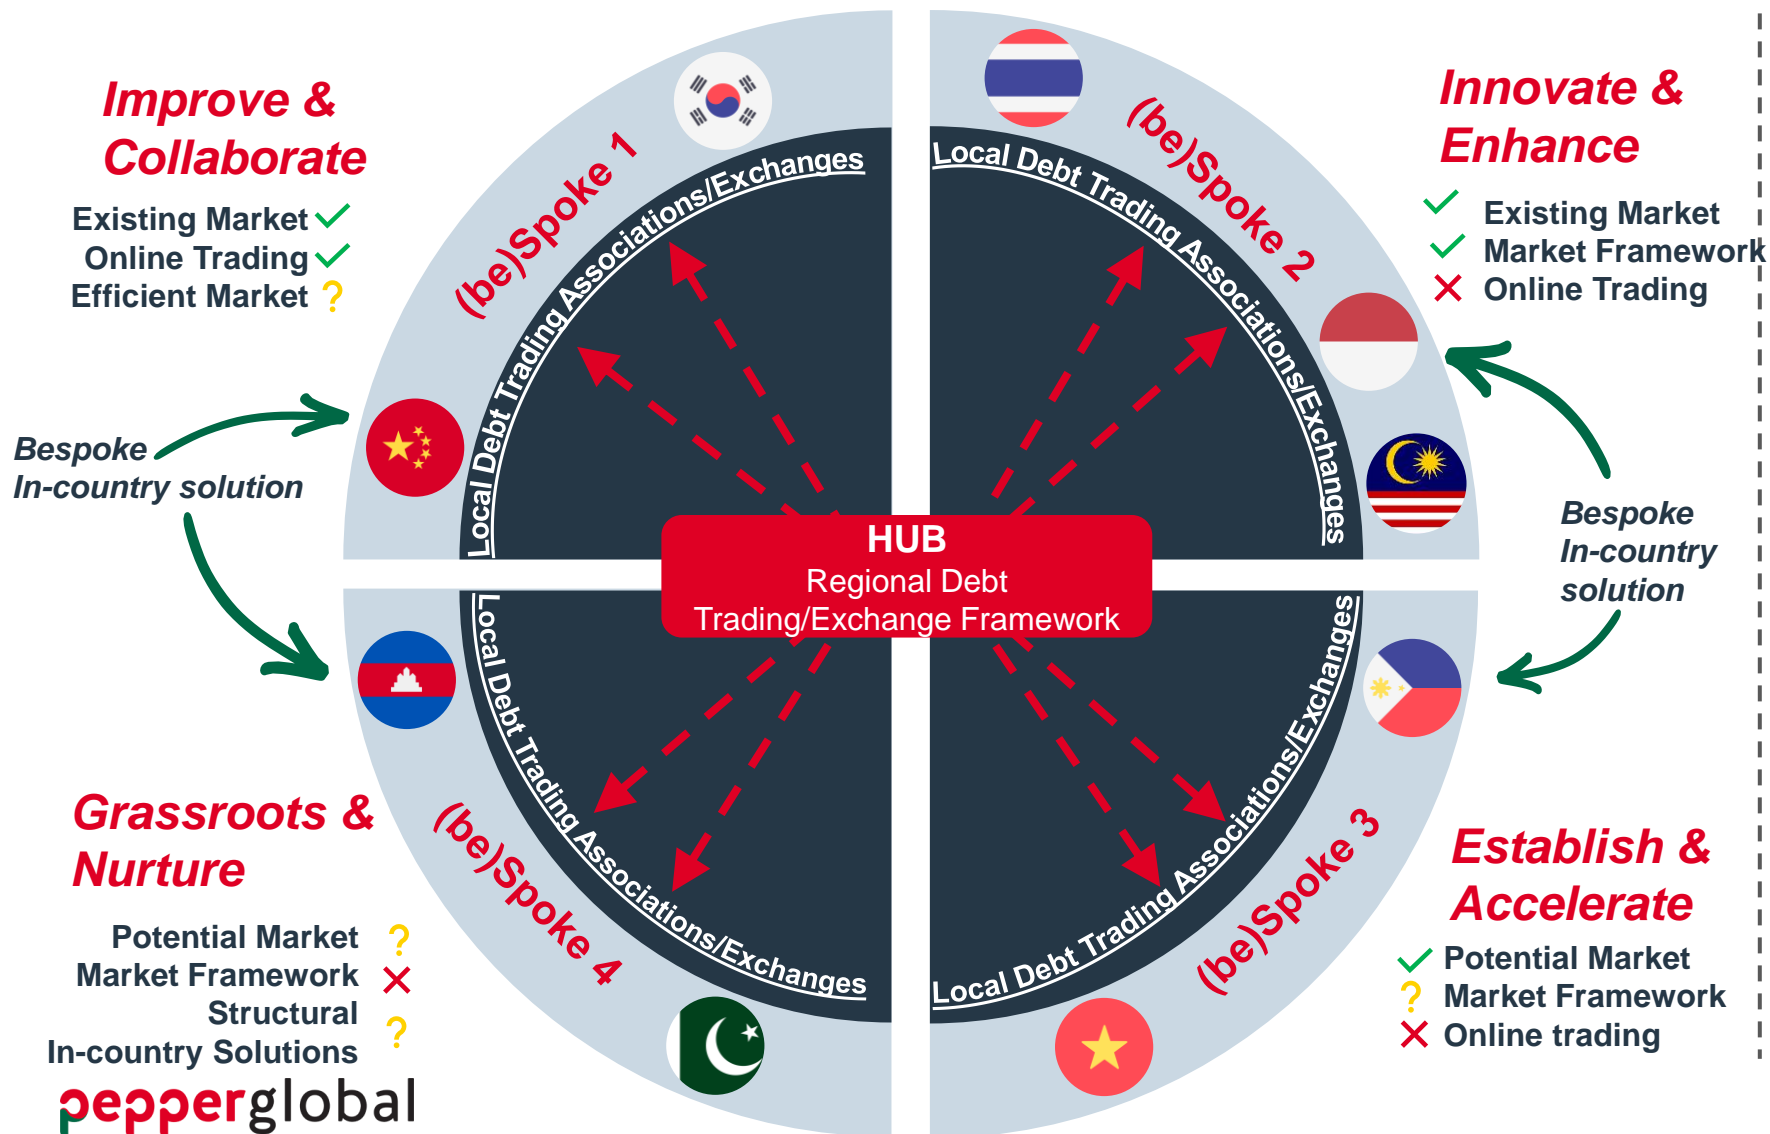 Improve &
Collaborate
Existing Market
Online Trading
Efficient Market ?
(be)Spoke 1
Local Debt Trading Associations/Exchanges
(be)Spoke 2
Local Debt Trading Associations/Exchanges
Innovate &
Enhance
Existing Market
Market Framework
Online Trading
Bespoke
In-country solution
HUB
Regional Debt
Trading/Exchange Framework
Bespoke
In-country
solution
Grassroots &
Nurture
Potential Market ?
Market Framework
Structural
In-country Solutions ?
(be)Spoke 4
Local Debt Trading Associations/Exchanges
(be)Spoke 3
Local Debt Trading Associations/Exchanges
Establish &
Accelerate
Potential Market
? Market Framework
Online trading
pepperglobal